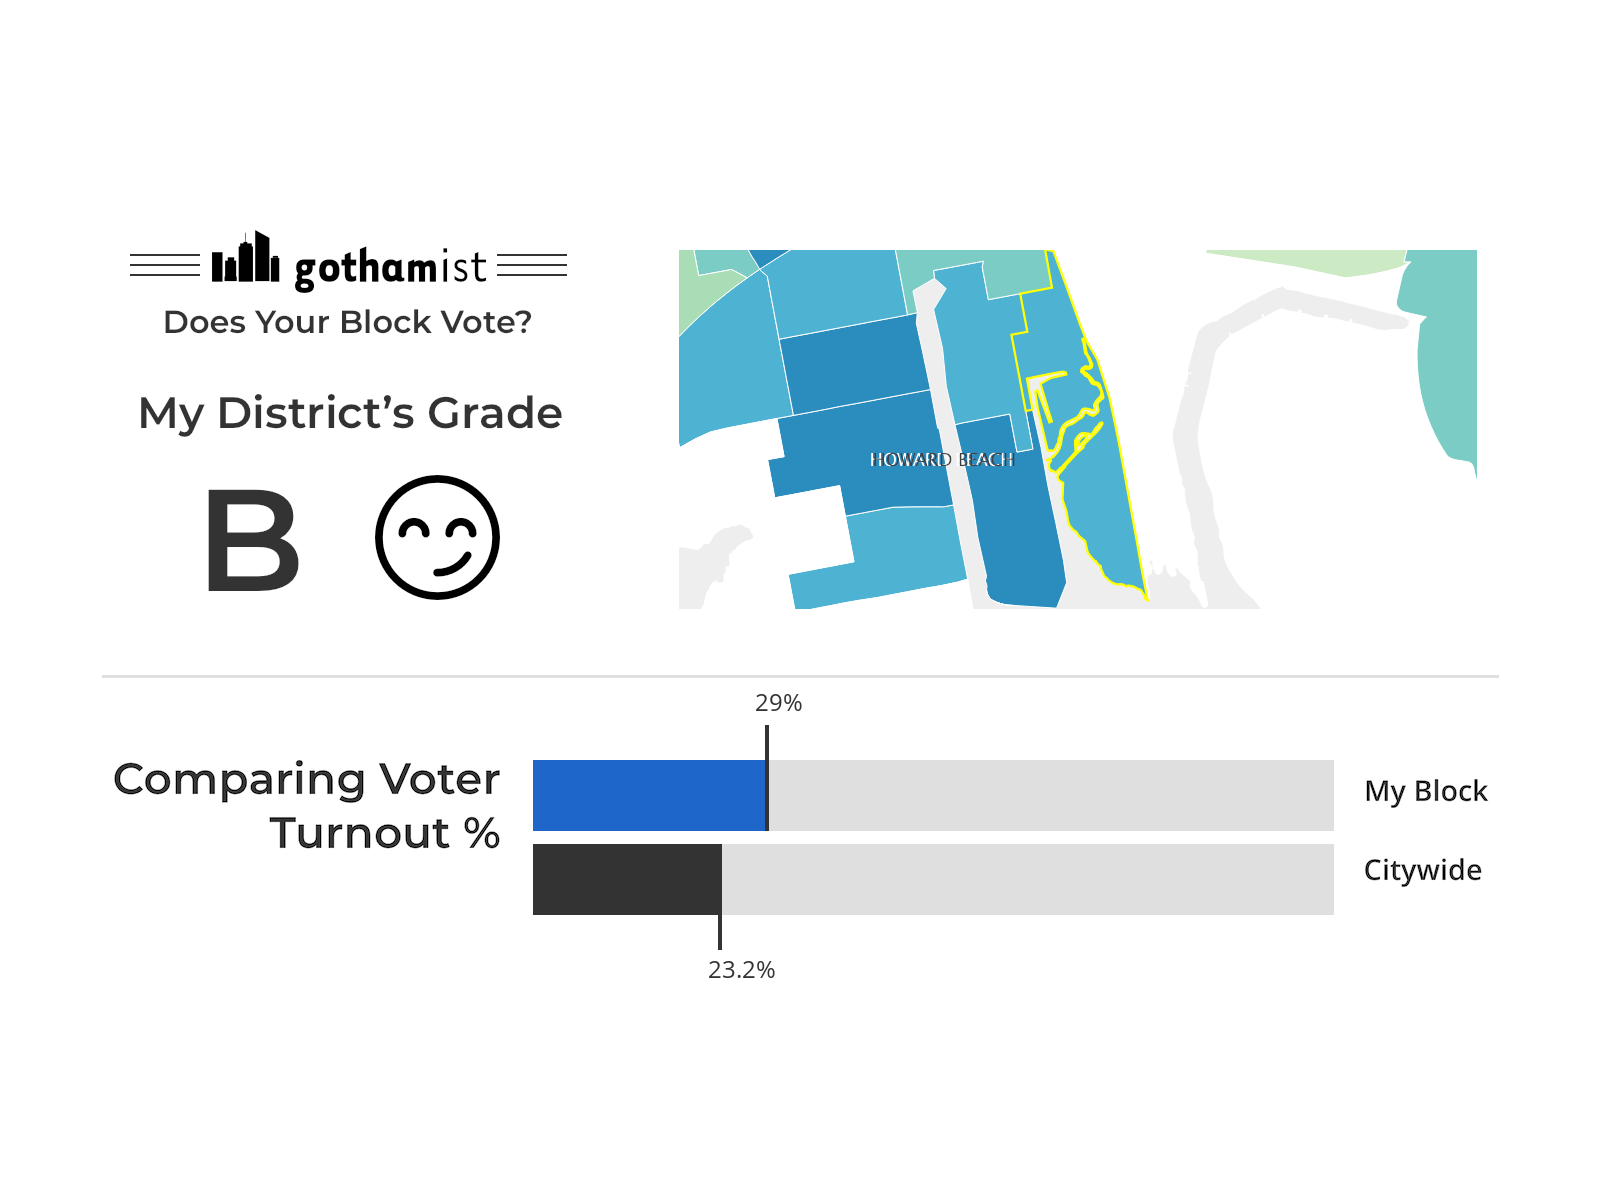 gothamist
Does Your Block Vote?
My District's Grade
B
HOWARD BEACH
29%
Comparing Voter
Turnout %
My Block
Citywide
23.2%